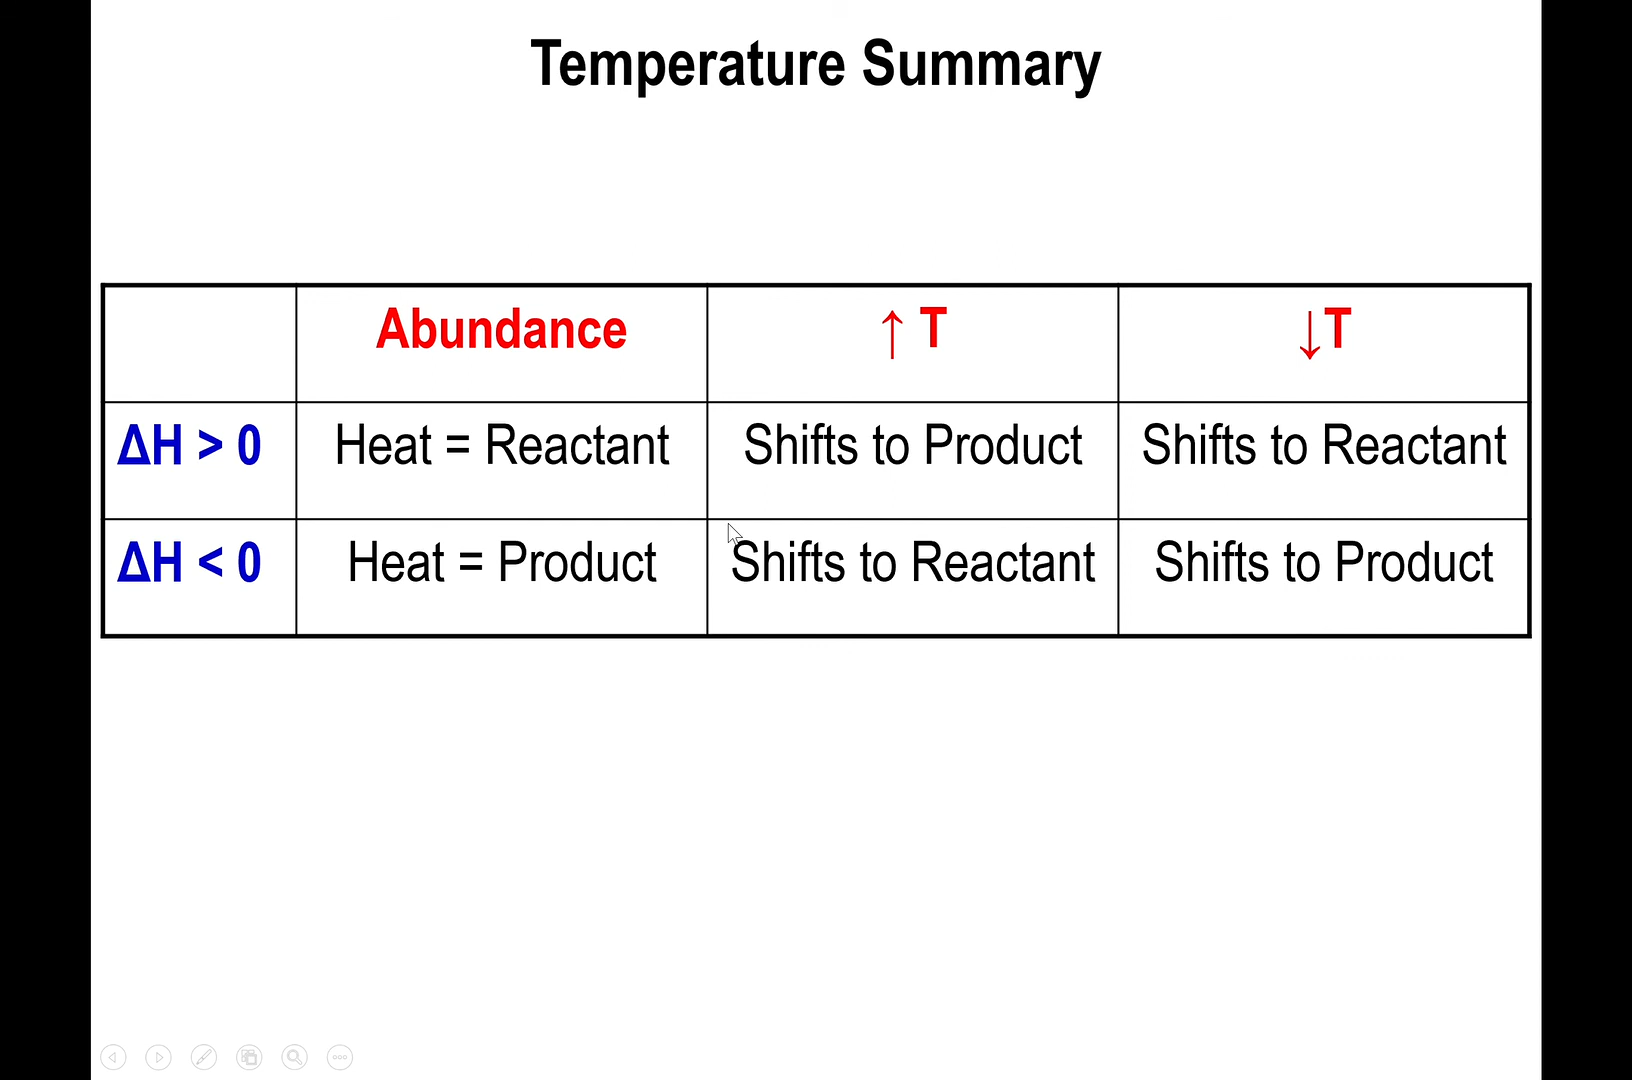 Temperature Summary
Abundance
↑ T
↓T
ΔH > 0
Heat = Reactant
Shifts to Product
Shifts to Reactant
ΔH < 0
Heat = Product
Shifts to Reactant
Shifts to Product